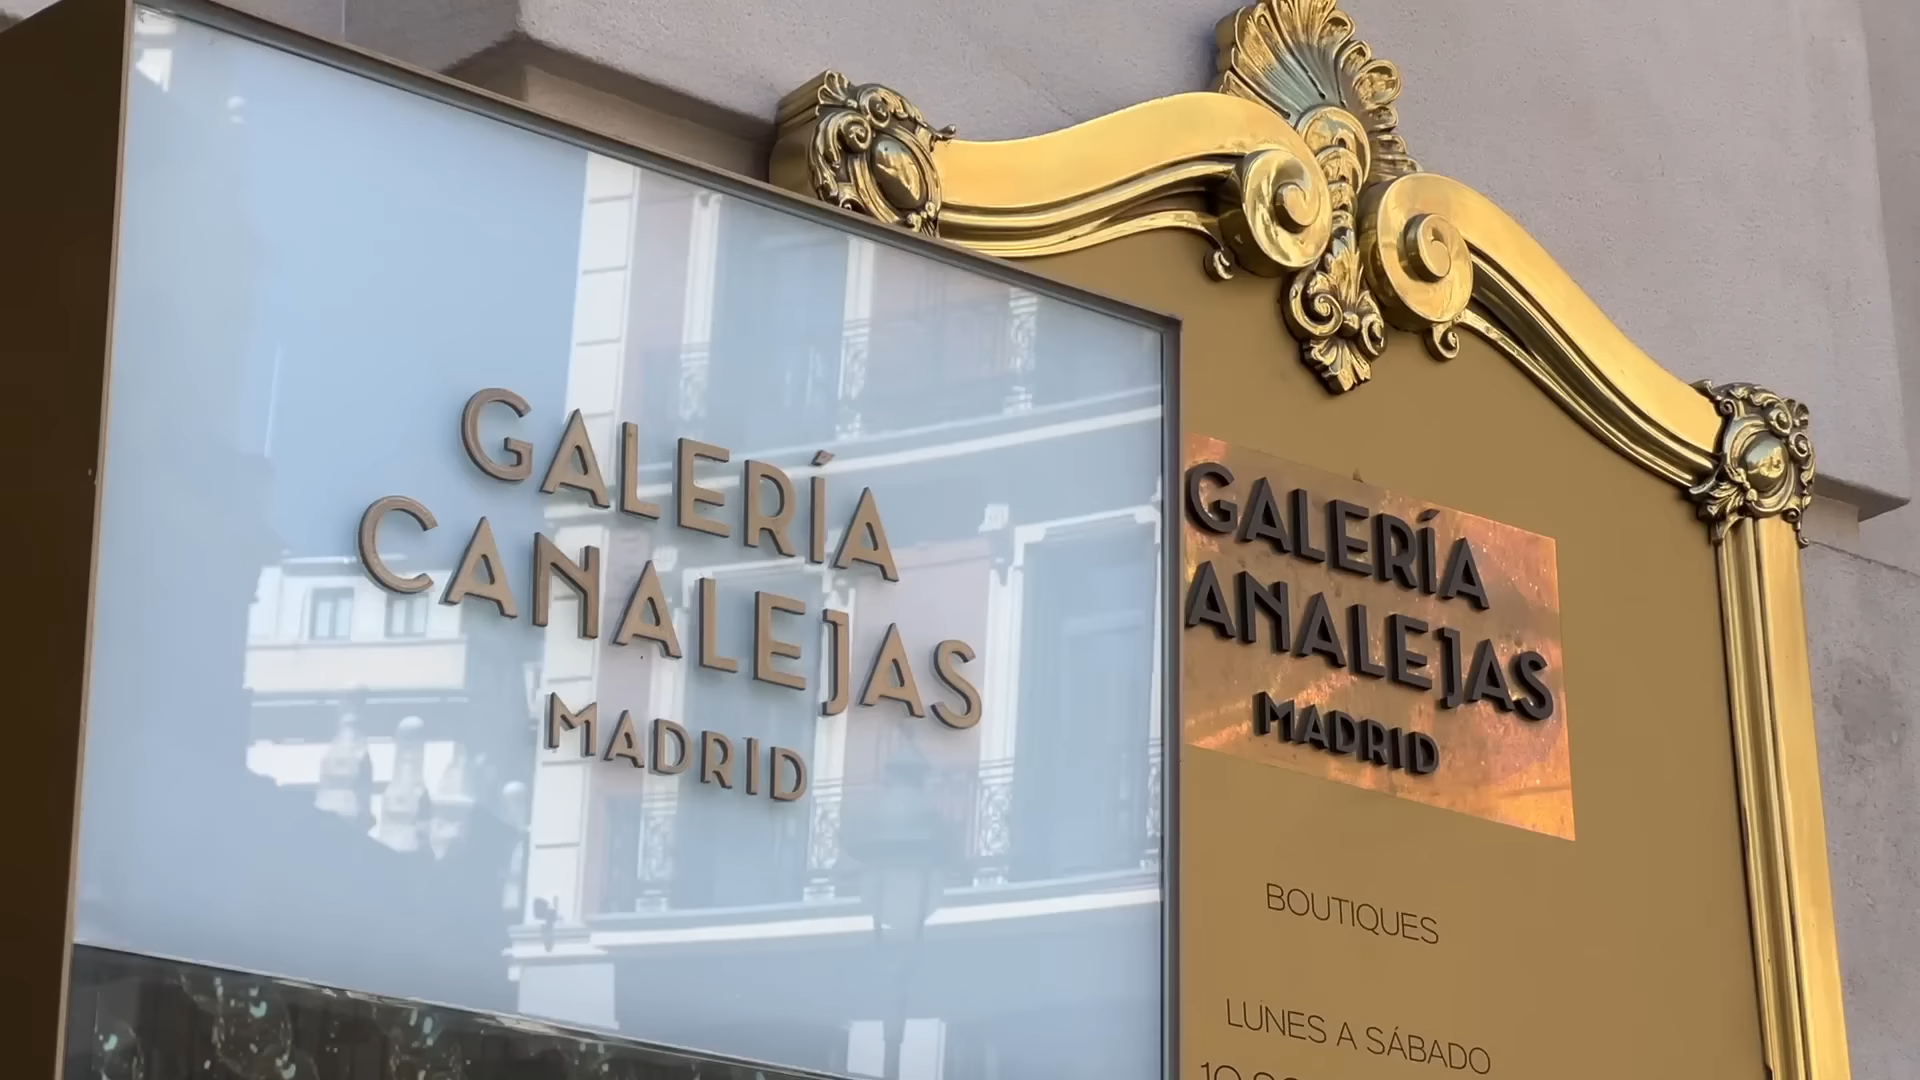 GALERÍA
CANALEJAS
MADRID
GALERÍA
ANALEJAS
MADRID
BOUTIQUES
LUNES A SÁBADO